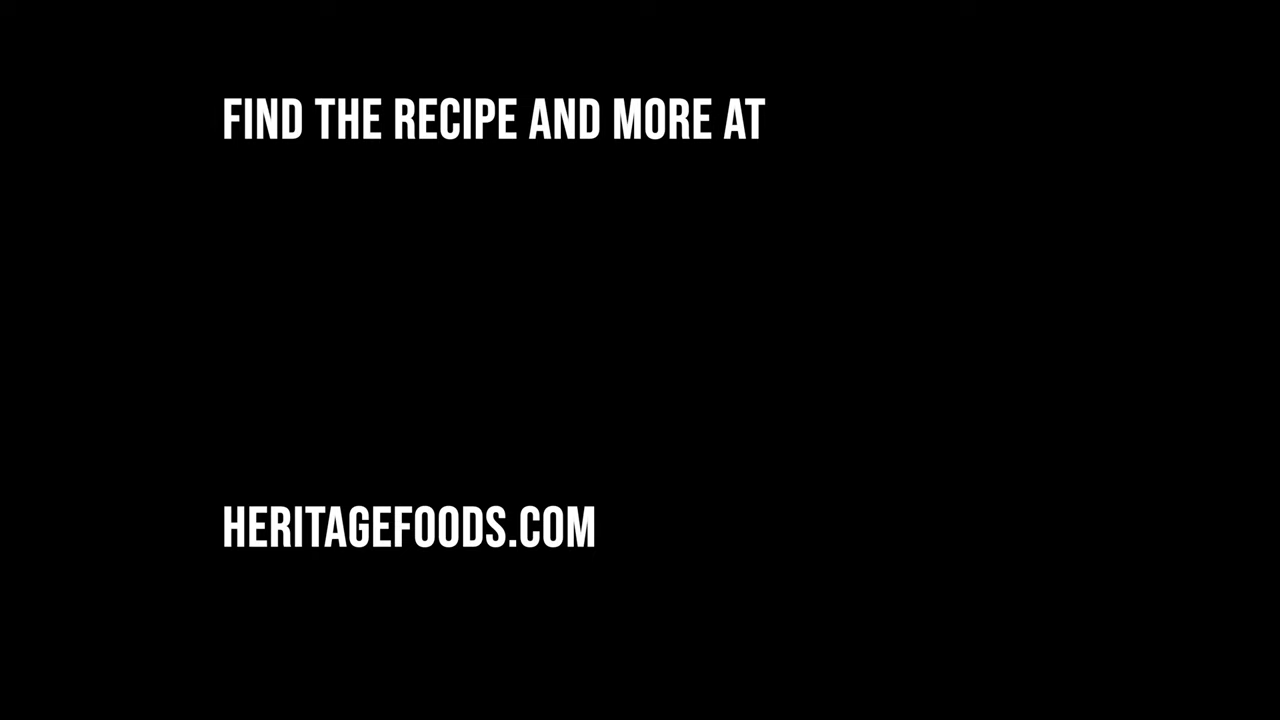 FIND THE RECIPE AND MORE AT
HERITAGEFOODS.COM